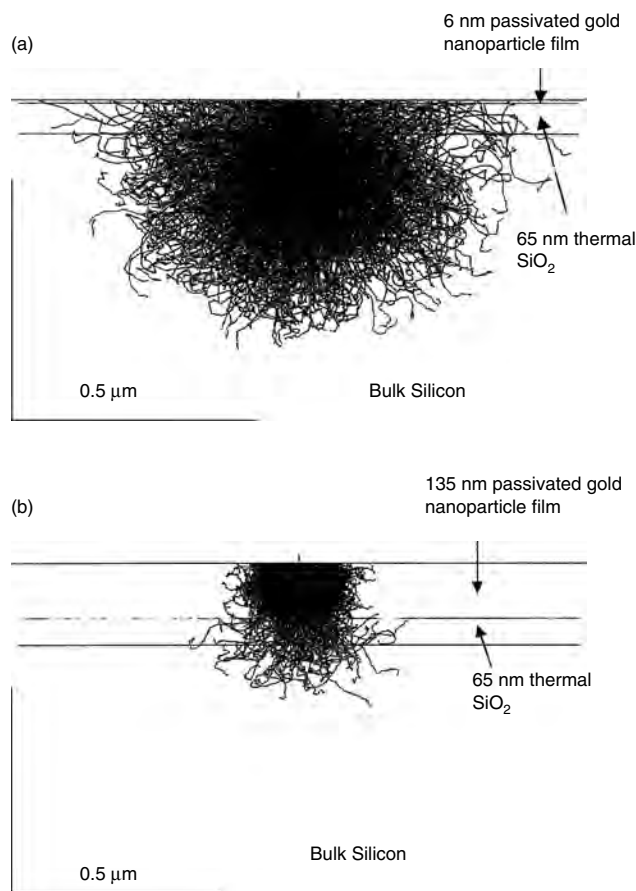 (a)
6 nm passivated gold
nanoparticle film
65 nm thermal
SiO₂
0.5 μm
Bulk Silicon
(b)
135 nm passivated gold
nanoparticle film
65 nm thermal
SiO₂
Bulk Silicon
0.5 μm